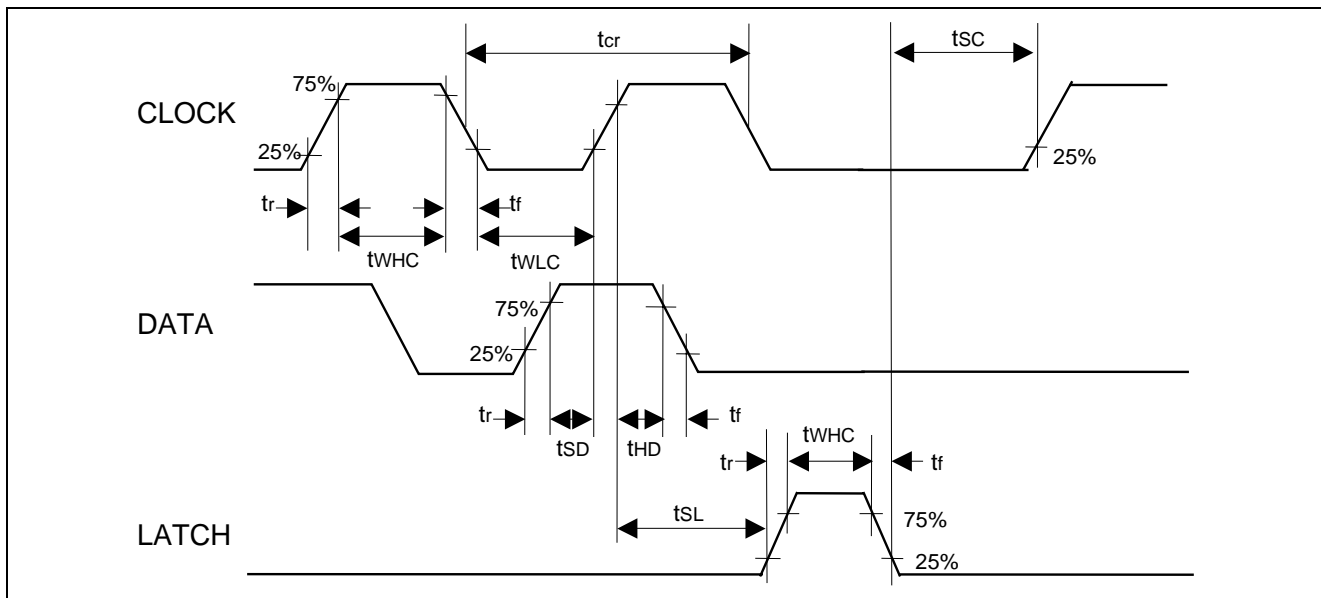 tcr
tSC
75%
CLOCK
25%
25%
tr
tf
tWHC
tWLC
75%
DATA
25%
tr
tSD
tHD
tf
tWHC
tr
tf
tSL
75%
LATCH
25%